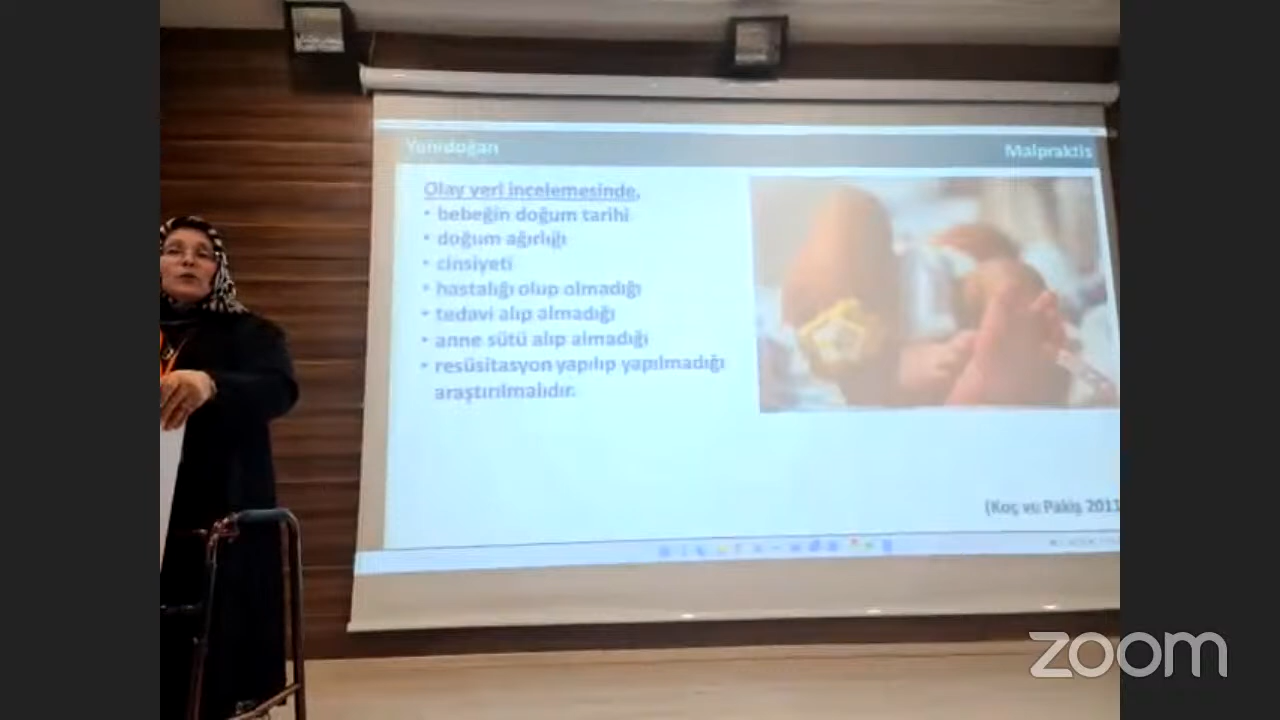 Yenidoğan
Malpraktis
Olay yeri incelemesinde,
• bebeğin doğum tarihi
• doğum ağırlığı
• cinsiyeti
• hastalığı olup olmadığı
• tedavi alıp almadığı
• anne sütü alıp almadığı
• resüsitasyon yapılıp yapılmadığı
araştırılmalıdır.
(Koç ve Pakiş 2011
zoom